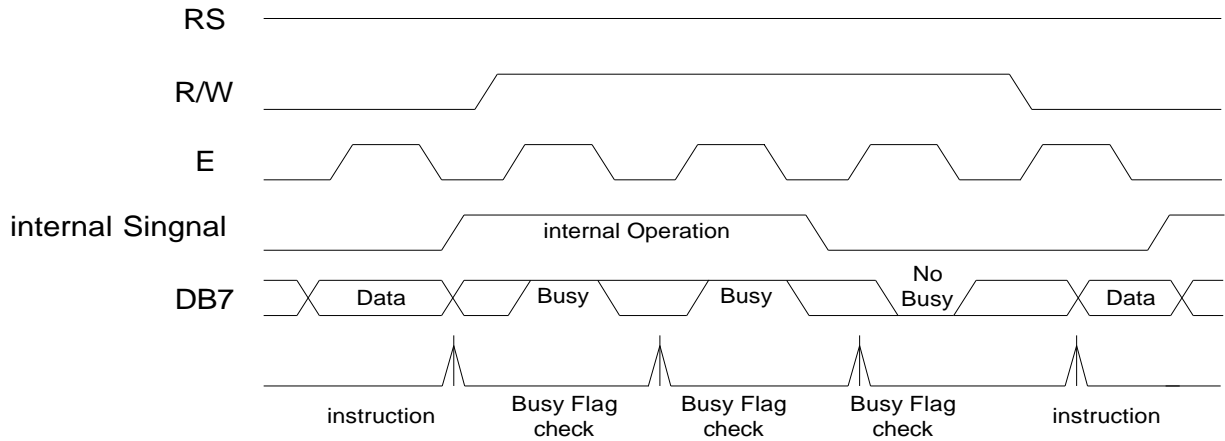 RS
R/W
E
internal Singnal
internal Operation
DB7
Data
Busy
Busy
No
Busy
Data
instruction
Busy Flag
check
Busy Flag
check
Busy Flag
check
instruction